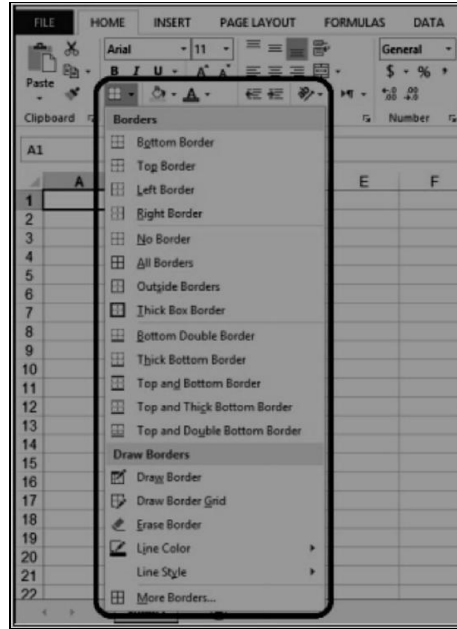 FILE HOME INSERT PAGE LAYOUT FORMULAS DATA
Arial 11 General
B I U A A
Paste $ % ,
A .00 .00
Clipboard Number
Borders
A1
Bottom Border
Top Border
A E F
Left Border
1
Right Border
2
No Border
3
All Borders
4
Outside Borders
5
6
Thick Box Border
7
Bottom Double Border
8
Thick Bottom Border
9
10
Top and Bottom Border
11
Top and Thick Bottom Border
12
Top and Double Bottom Border
13
14
Draw Borders
15
Draw Border
16
Draw Border Grid
17
Erase Border
18
19
Line Color
20
Line Style
21
22
More Borders...